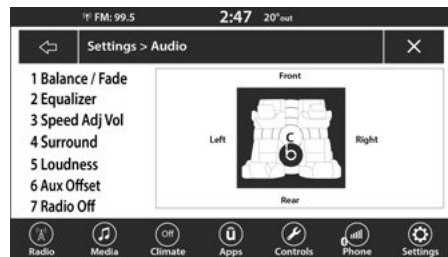 FM: 99.5 2:47 20°out
Settings > Audio
1 Balance / Fade
2 Equalizer
3 Speed Adj Vol
4 Surround
5 Loudness
6 Aux Offset
7 Radio Off
Front
Left C Right
b
Rear
Off ū
Radio Media Climate Apps Controls Phone Settings